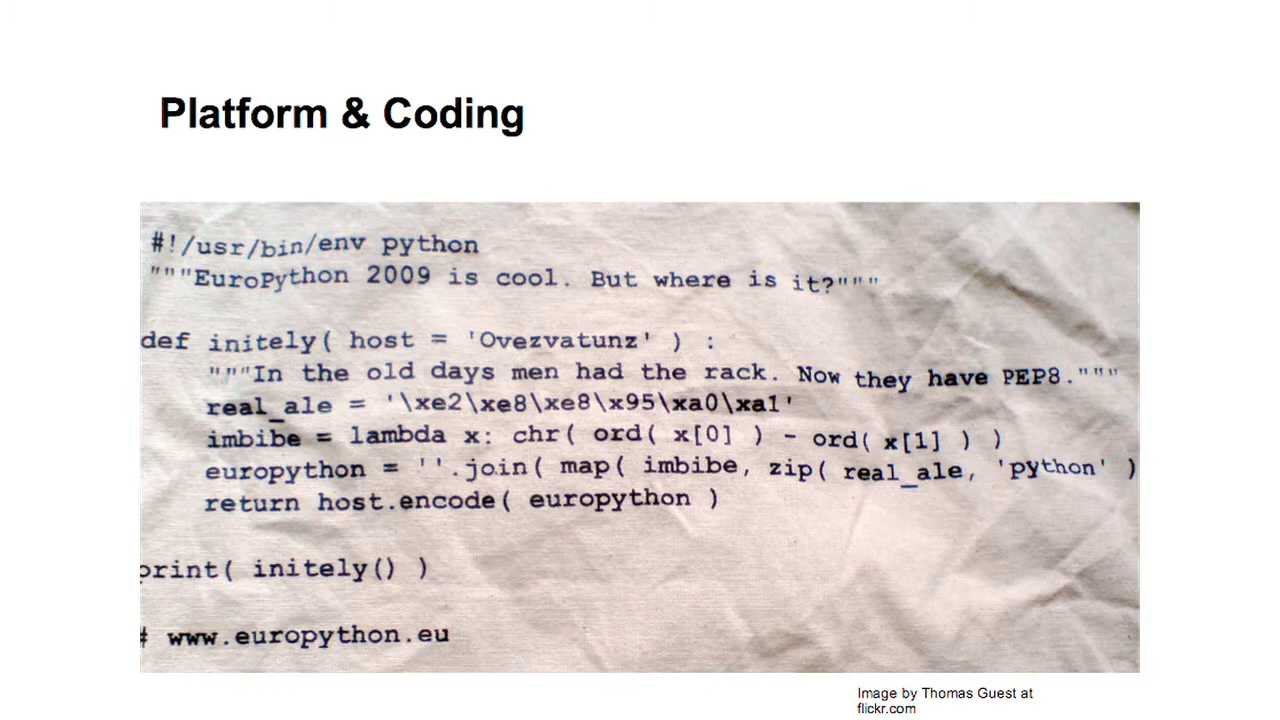 Platform & Coding
#!/usr/bin/env python
"""EuroPython 2009 is cool. But where is it?"""
def initely( host = 'Ovezvatunz' ) :
"""In the old days men had the rack. Now they have PEP8."""
real_ale = '\xe2\xe8\xe8\x95\xa0\xa1'
imbibe = lambda x: chr( ord( x[0] ) - ord( x[1] ) )
europython = ''.join( map( imbibe, zip( real_ale, 'python' )
return host.encode( europython )
print( initely() )
# www.europython.eu
Image by Thomas Guest at
flickr.com